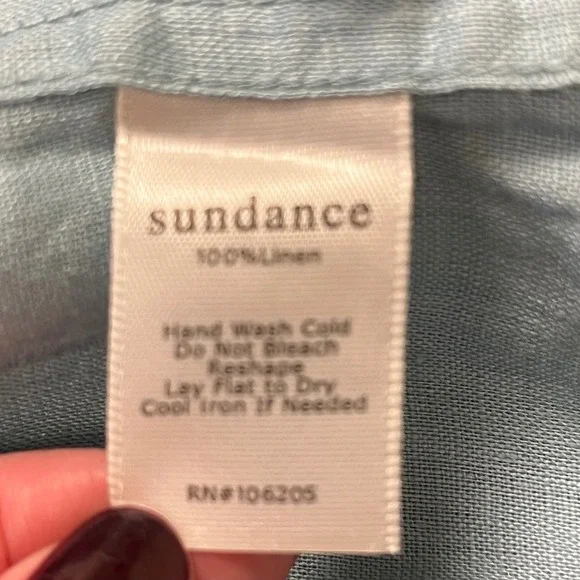 sundance
100%Linen
Hand Wash Cold
Do Not Bleach
Reshape
Lay Flat to Dry
Cool Iron If Needed
RN#106205